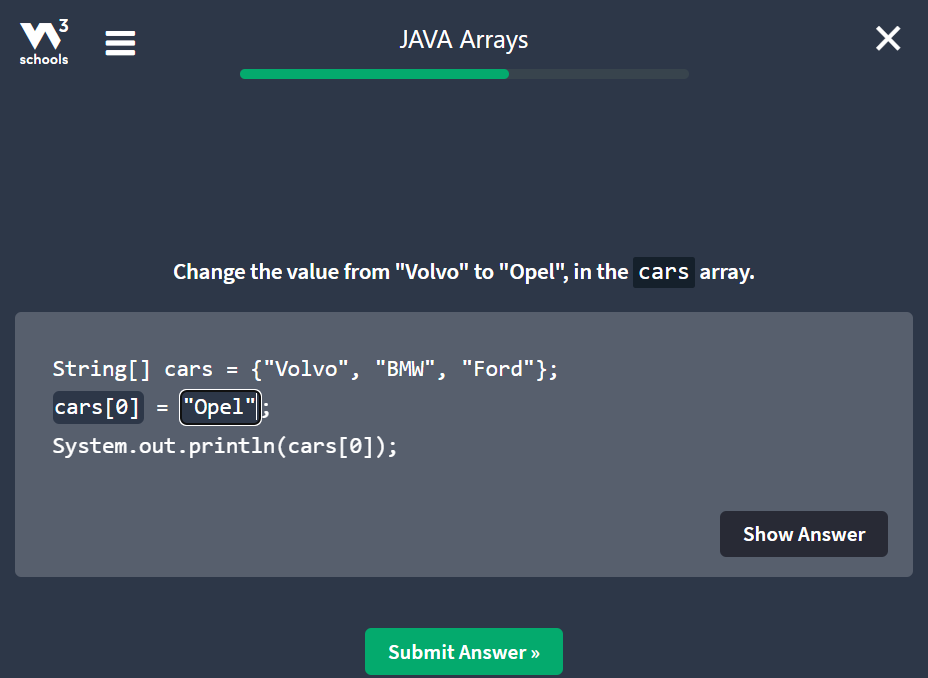 3
schools
JAVA Arrays
Change the value from "Volvo" to "Opel", in the cars array.
String[] cars = {"Volvo", "BMW", "Ford"};
cars[0] = "Opel";
System.out.println(cars[0]);
Show Answer
Submit Answer »